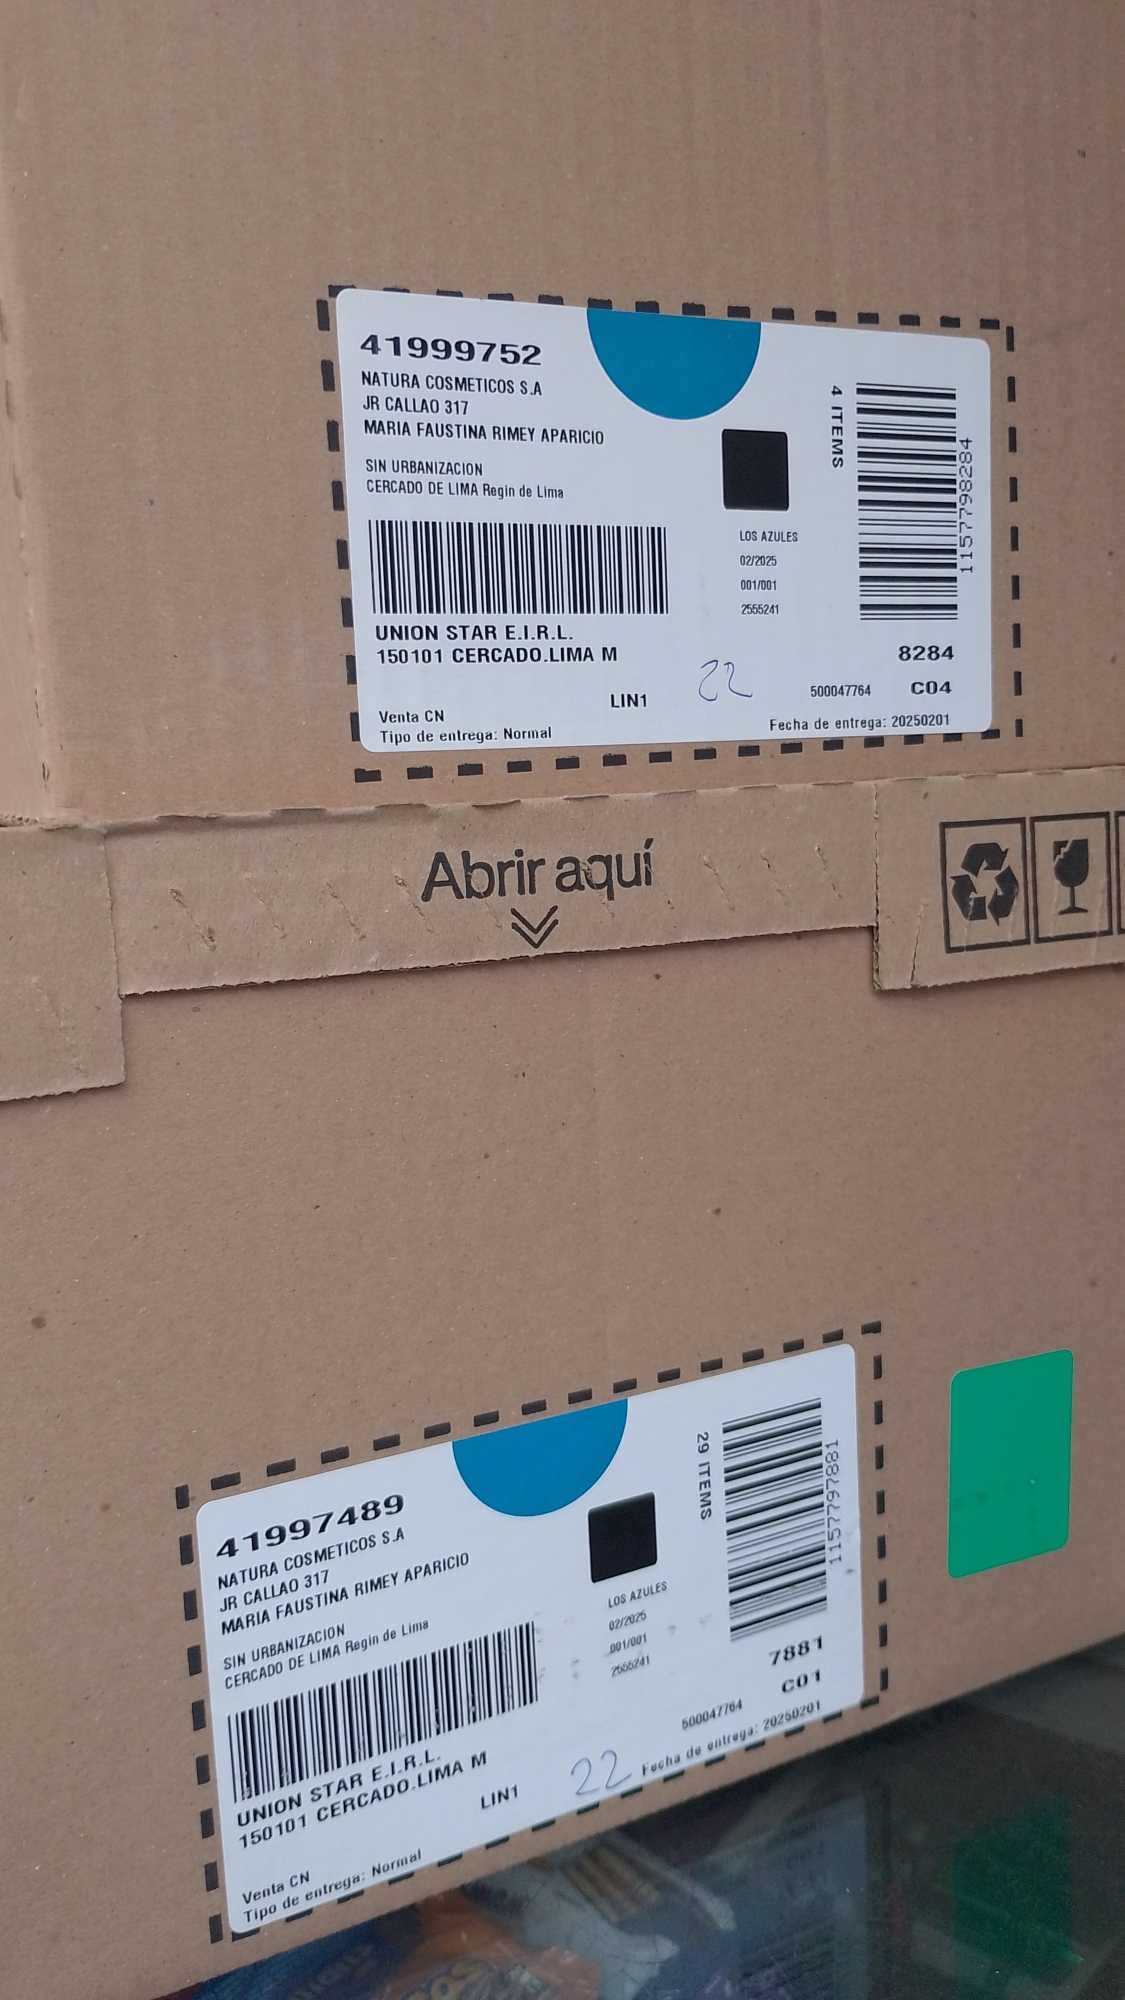 41999752
NATURA COSMETICOS S.A
JR CALLAO 317
MARIA FAUSTINA RIMEY APARICIO
SIN URBANIZACION
CERCADO DE LIMA Regin de Lima
UNION STAR E.I.R.L.
150101 CERCADO.LIMA M
LIN1
Venta CN
Tipo de entrega: Normal
4 ITEMS
1157798284
LOS AZULES
02/2025
001/001
2555241
22
8284
500047764 C04
Fecha de entrega: 20250201
Abrir aquí
41997489
NATURA COSMETICOS S.A
JR CALLAO 317
MARIA FAUSTINA RIMEY APARICIO
SIN URBANIZACION
CERCADO DE LIMA Regin de Lima
UNION STAR E.I.R.L.
150101 CERCADO.LIMA M
LIN1
Venta CN
Tipo de entrega: Normal
29 ITEMS
1157797881
LOS AZULES
02/2025
001/001
2555241
22
7881
500047764 C01
Fecha de entrega: 20250201